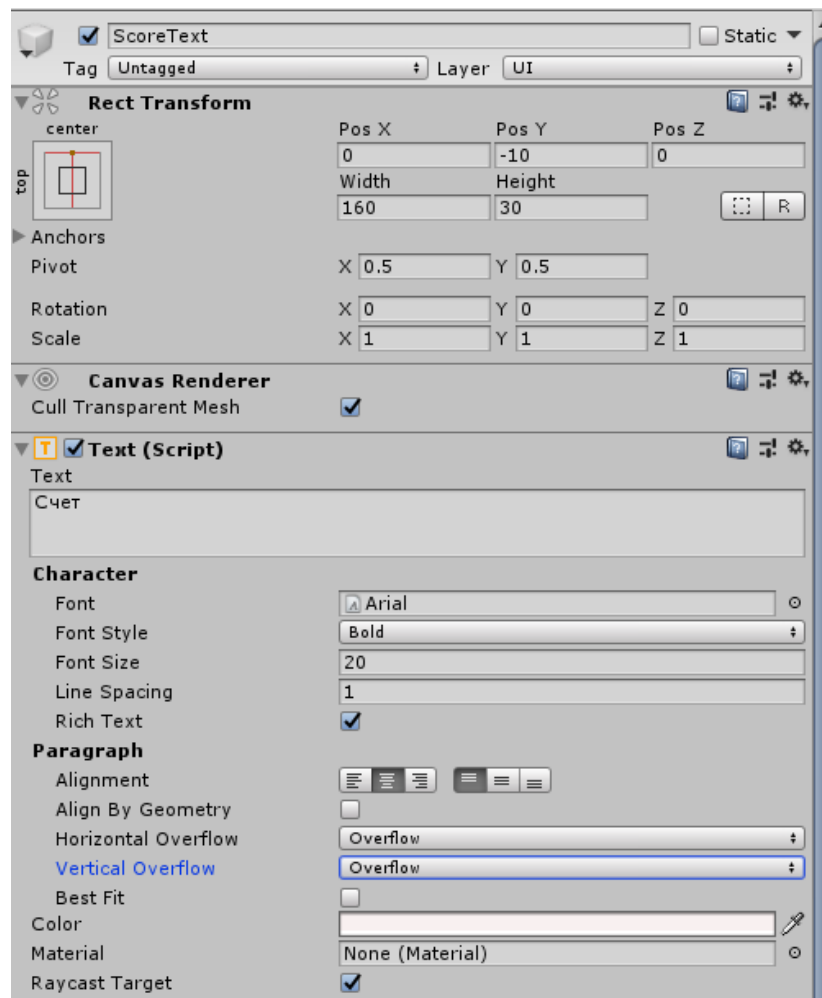 ScoreText Static
Tag Untagged Layer UI
Rect Transform
center Pos X Pos Y Pos Z
top 0 -10 0
Width Height
160 30 R
Anchors
Pivot X 0.5 Y 0.5
Rotation X 0 Y 0 Z 0
Scale X 1 Y 1 Z 1
Canvas Renderer
Cull Transparent Mesh
T Text (Script)
Text
Счет
Character
Font Arial
Font Style Bold
Font Size 20
Line Spacing 1
Rich Text
Paragraph
Alignment
Align By Geometry
Horizontal Overflow Overflow
Vertical Overflow Overflow
Best Fit
Color
Material None (Material)
Raycast Target